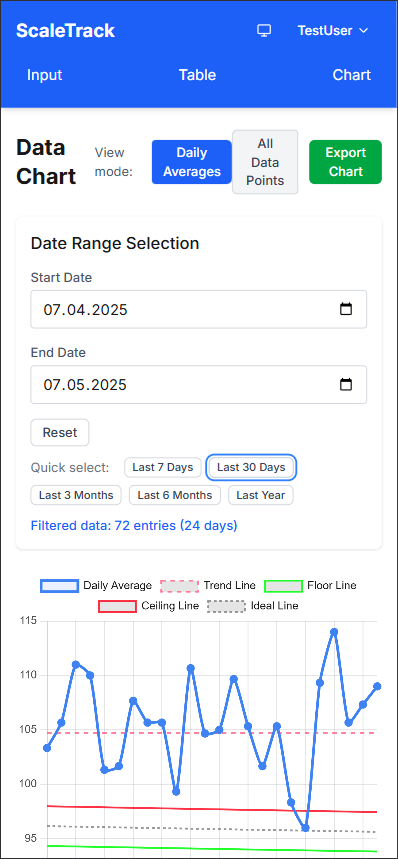 ScaleTrack TestUser
Input Table Chart
Data Chart
View mode:
Daily Averages
All Data Points
Export Chart
Date Range Selection
Start Date
07.04.2025
End Date
07.05.2025
Reset
Quick select: Last 7 Days Last 30 Days
Last 3 Months Last 6 Months Last Year
Filtered data: 72 entries (24 days)
Daily Average Trend Line Floor Line
Ceiling Line Ideal Line
115
110
105
100
95